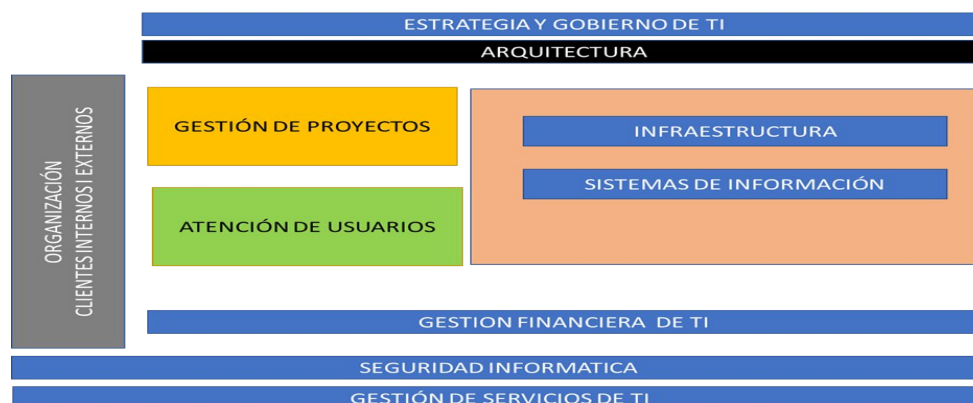 ESTRATEGIA Y GOBIERNO DE TI
ARQUITECTURA
ORGANIZACIÓN
CLIENTES INTERNOS I EXTERNOS
GESTIÓN DE PROYECTOS
INFRAESTRUCTURA
SISTEMAS DE INFORMACIÓN
ATENCIÓN DE USUARIOS
GESTION FINANCIERA DE TI
SEGURIDAD INFORMATICA
GESTIÓN DE SERVICIOS DE TI